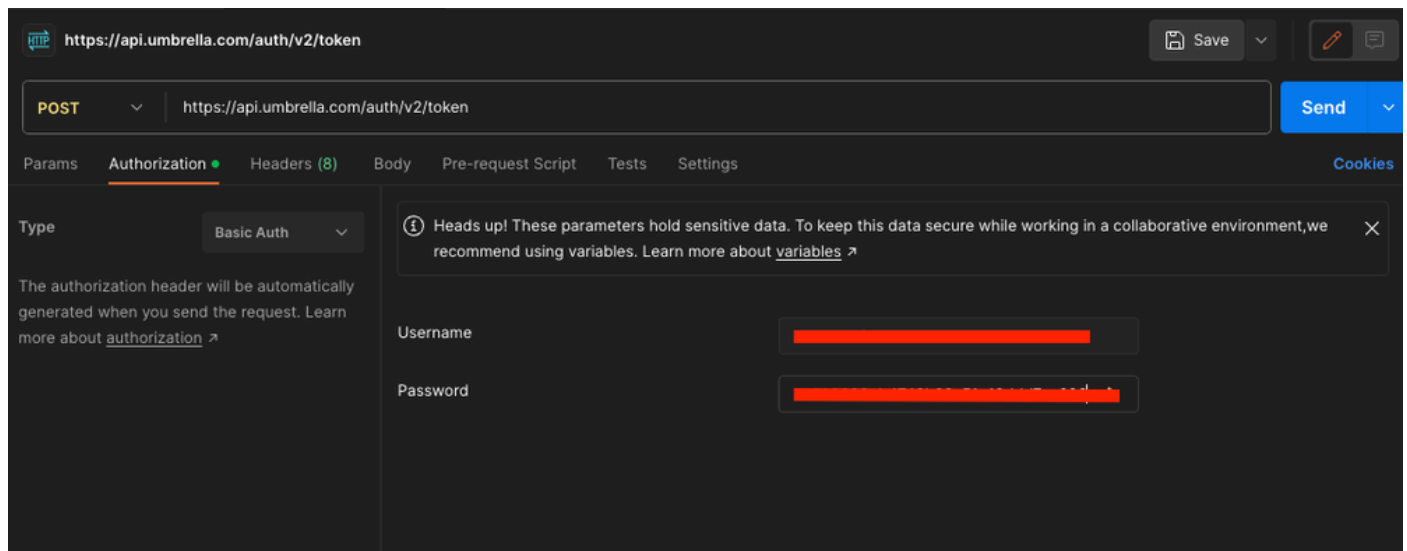 HTTP https://api.umbrella.com/auth/v2/token
Save
POST https://api.umbrella.com/auth/v2/token
Send
Params Authorization Headers (8) Body Pre-request Script Tests Settings Cookies
Type Basic Auth
The authorization header will be automatically
generated when you send the request. Learn
more about authorization ↗
Heads up! These parameters hold sensitive data. To keep this data secure while working in a collaborative environment,we
recommend using variables. Learn more about variables ↗
Username
Password